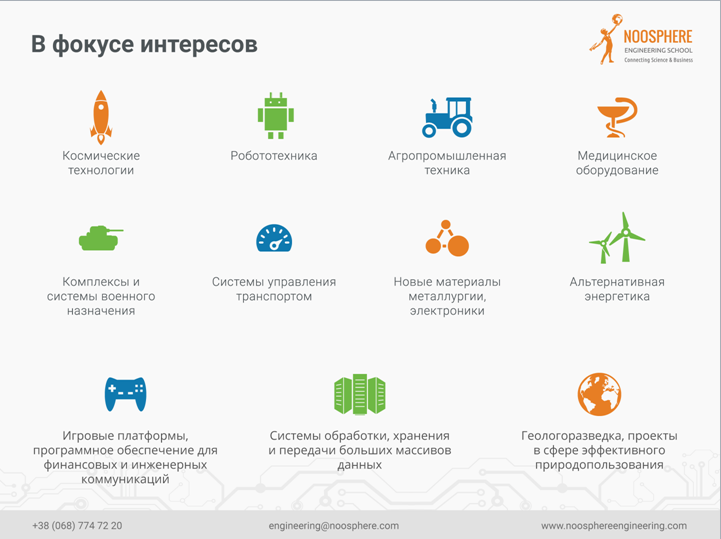 В фокусе интересов
NOOSPHERE
ENGINEERING SCHOOL
Connecting Science & Business
Космические
технологии
Робототехника
Агропромышленная
техника
Медицинское
оборудование
Комплексы и
системы военного
назначения
Системы управления
транспортом
Новые материалы
металлургии,
электроники
Альтернативная
энергетика
Игровые платформы,
программное обеспечение для
финансовых и инженерных
коммуникаций
Системы обработки, хранения
и передачи больших массивов
данных
Геологоразведка, проекты
в сфере эффективного
природопользования
+38 (068) 774 72 20
engineering@noosphere.com
www.noosphereengineering.com